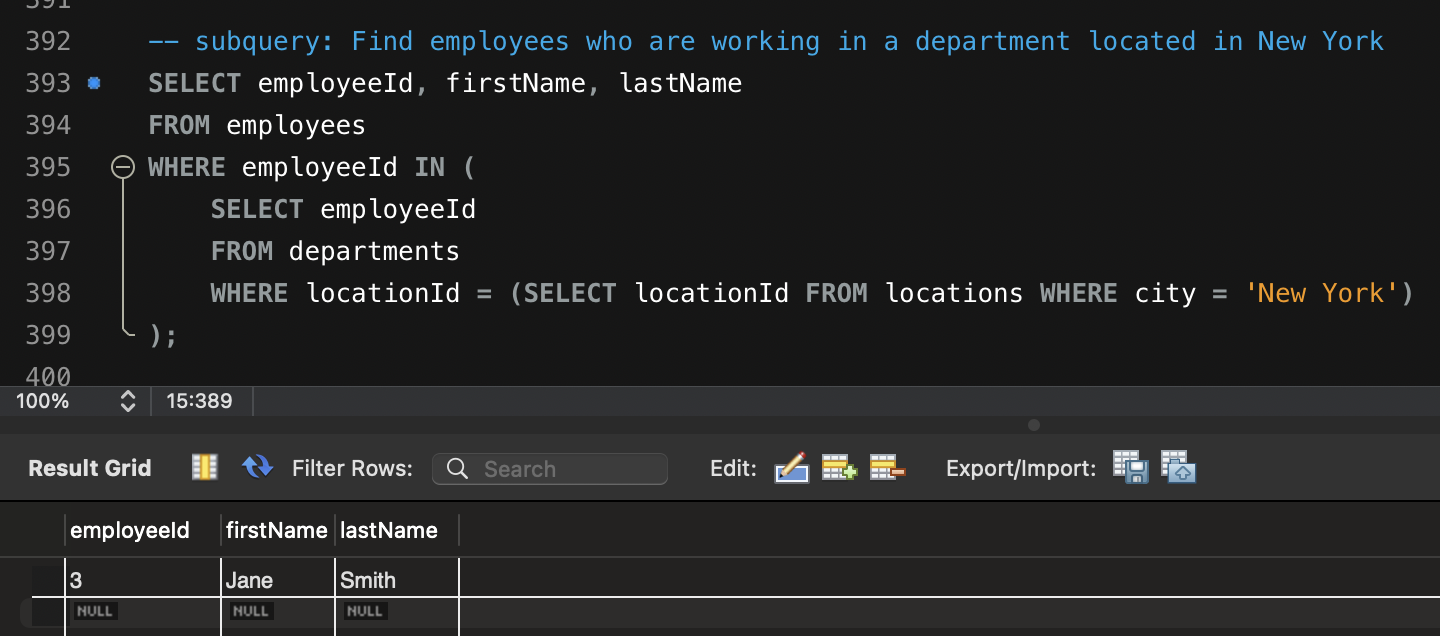 391
392 -- subquery: Find employees who are working in a department located in New York
393 SELECT employeeId, firstName, lastName
394 FROM employees
395 WHERE employeeId IN (
396 SELECT employeeId
397 FROM departments
398 WHERE locationId = (SELECT locationId FROM locations WHERE city = 'New York')
399 );
400
100% 15:389
Result Grid Filter Rows: Search Edit: Export/Import:
employeeId firstName lastName
3 Jane Smith
NULL NULL NULL